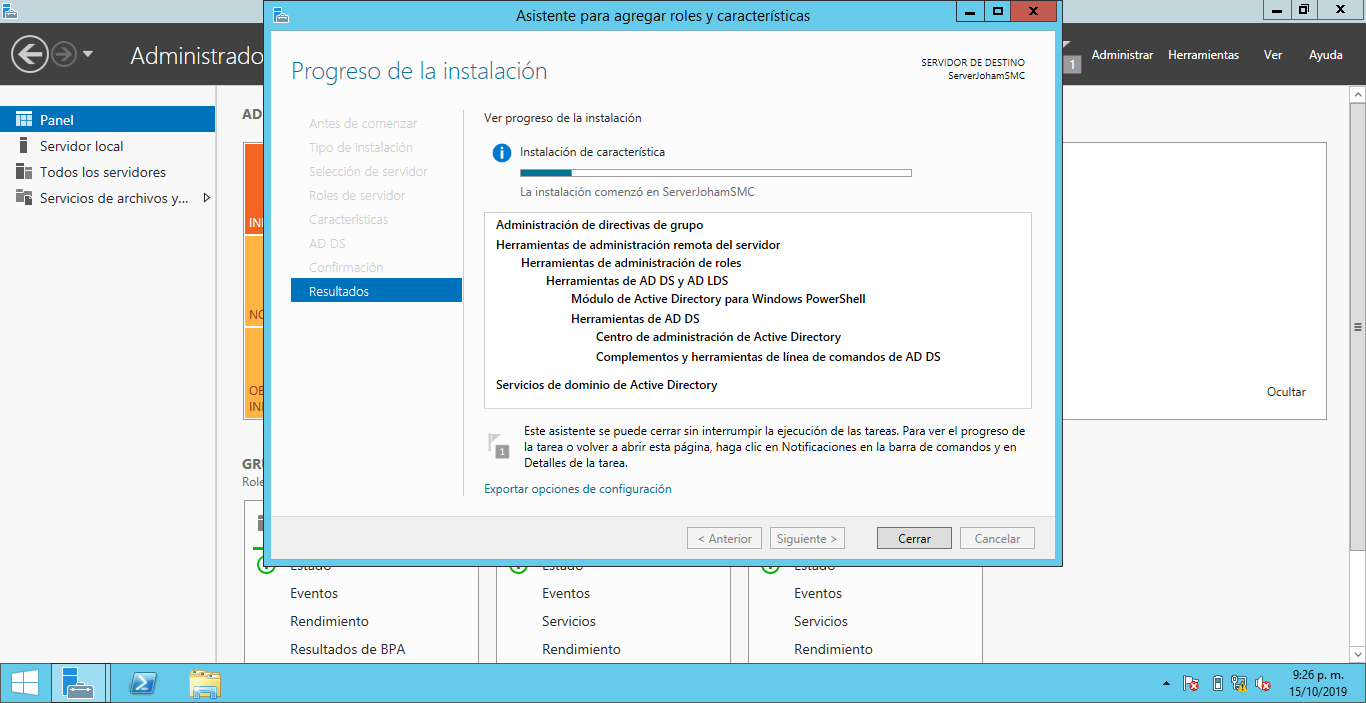 Asistente para agregar roles y características
Administrado
1
Administrar
Herramientas
Ver
Ayuda
Panel
Servidor local
Todos los servidores
Servicios de archivos y...
AD
INI
NO
OB
INI
Ocultar
GRU
Role
Progreso de la instalación
SERVIDOR DE DESTINO
ServerJohamSMC
Antes de comenzar
Tipo de instalación
Selección de servidor
Roles de servidor
Características
AD DS
Confirmación
Resultados
Ver progreso de la instalación
Instalación de característica
La instalación comenzó en ServerJohamSMC
Administración de directivas de grupo
Herramientas de administración remota del servidor
Herramientas de administración de roles
Herramientas de AD DS y AD LDS
Módulo de Active Directory para Windows PowerShell
Herramientas de AD DS
Centro de administración de Active Directory
Complementos y herramientas de línea de comandos de AD DS
Servicios de dominio de Active Directory
1
Este asistente se puede cerrar sin interrumpir la ejecución de las tareas. Para ver el progreso de
la tarea o volver a abrir esta página, haga clic en Notificaciones en la barra de comandos y en
Detalles de la tarea.
Exportar opciones de configuración
< Anterior
Siguiente >
Cerrar
Cancelar
Estado
Eventos
Rendimiento
Resultados de BPA
Estado
Eventos
Servicios
Rendimiento
Estado
Eventos
Servicios
Rendimiento
9:26 p. m.
15/10/2019